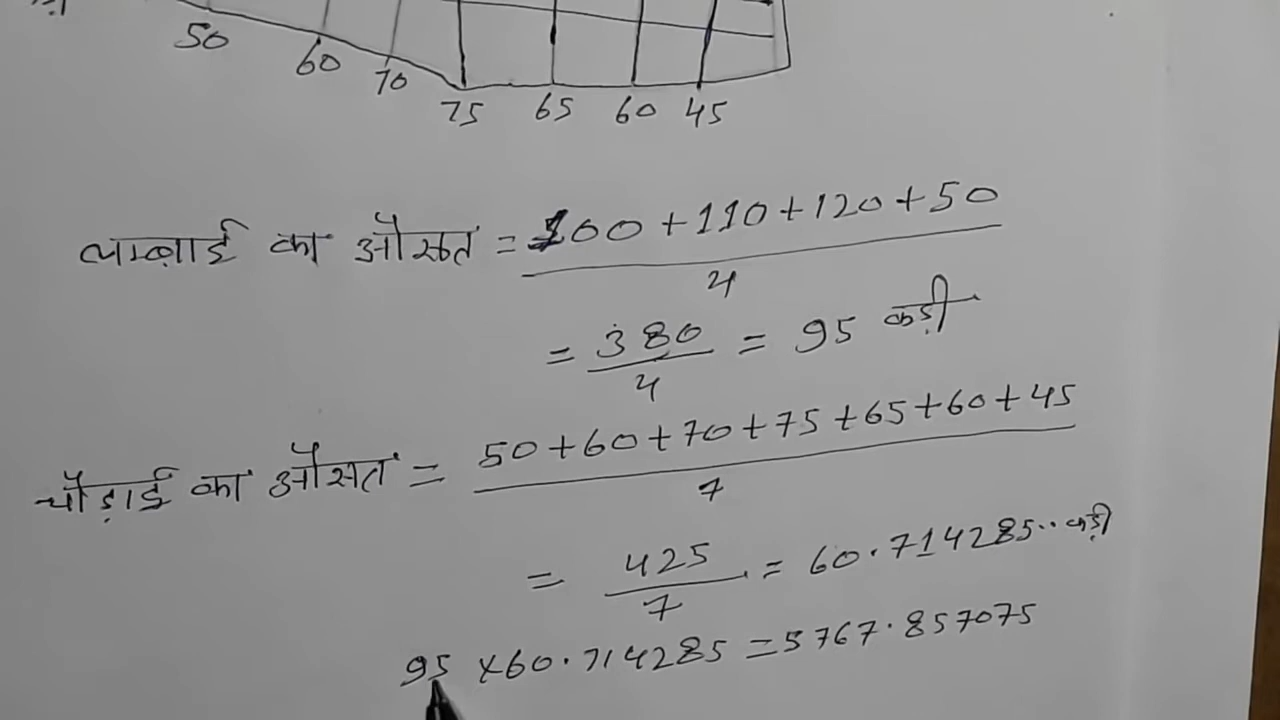 50 60 70 75 65 60 45
लम्बाई का औसत = 100+110+120+50
4
= 380/4 = 95 कड़ी
चौड़ाई का औसत = 50+60+70+75+65+60+45
7
= 425/7 = 60.714285.. कड़ी
95 x60.714285 = 5767.857075